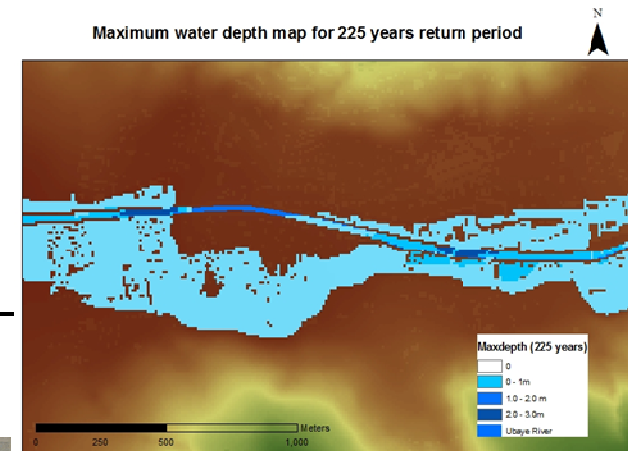 N
Maximum water depth map for 225 years return period
Maxdepth (225 years)
0
0 - 1m
1.0 - 2.0 m
2.0 - 3.0m
Ubaye River
Meters
0 250 500 1,000